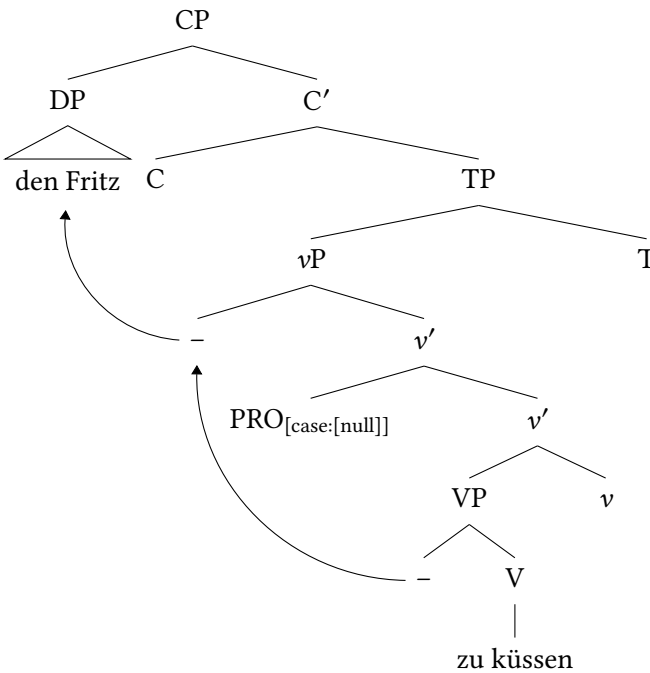 CP
DP C′
den Fritz C TP
vP T
– v′
PRO[case:[null]] v′
VP v
– V
zu küssen